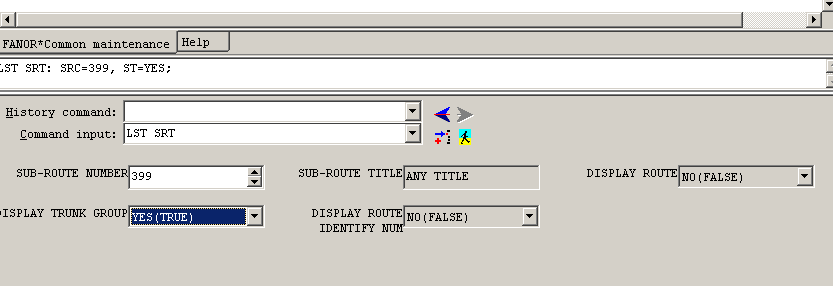 FANOR*Common maintenance Help
LST SRT: SRC=399, ST=YES;
History command:
Command input: LST SRT
SUB-ROUTE NUMBER 399 SUB-ROUTE TITLE ANY TITLE DISPLAY ROUTE NO(FALSE)
DISPLAY TRUNK GROUP YES(TRUE) DISPLAY ROUTE NO(FALSE)
IDENTIFY NUM